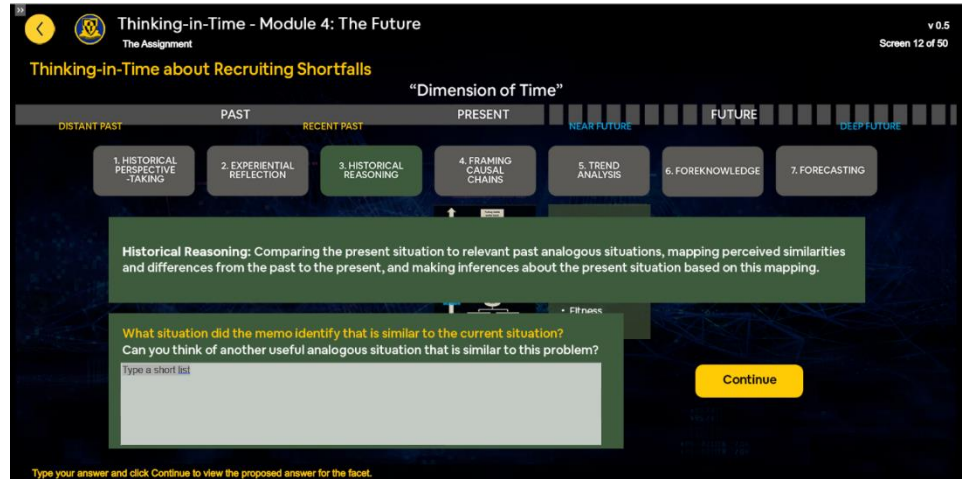 »
Thinking-in-Time - Module 4: The Future
v 0.5
The Assignment
Screen 12 of 50
Thinking-in-Time about Recruiting Shortfalls
“Dimension of Time”
PAST
PRESENT
FUTURE
DISTANT PAST
RECENT PAST
NEAR FUTURE
DEEP FUTURE
1. HISTORICAL
PERSPECTIVE
-TAKING
2. EXPERIENTIAL
REFLECTION
3. HISTORICAL
REASONING
4. FRAMING
CAUSAL
CHAINS
5. TREND
ANALYSIS
6. FOREKNOWLEDGE
7. FORECASTING
Historical Reasoning: Comparing the present situation to relevant past analogous situations, mapping perceived similarities
and differences from the past to the present, and making inferences about the present situation based on this mapping.
• Fitness
What situation did the memo identify that is similar to the current situation?
Can you think of another useful analogous situation that is similar to this problem?
Type a short list
Continue
Type your answer and click Continue to view the proposed answer for the facet.